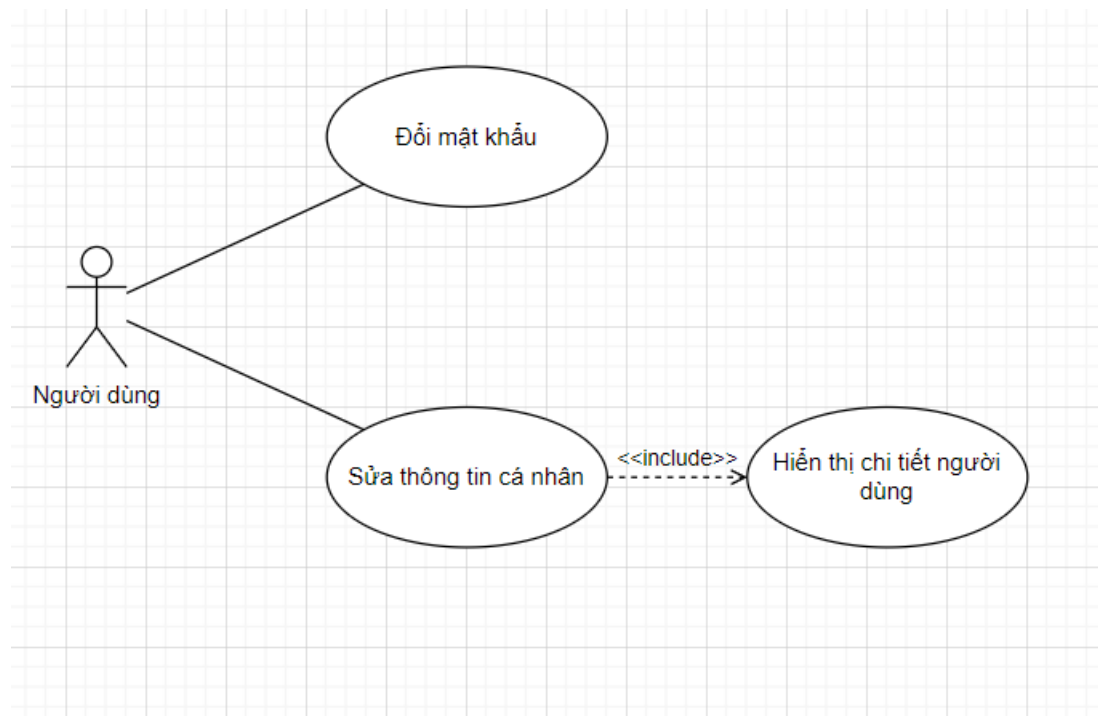 Đổi mật khẩu
Người dùng
Sửa thông tin cá nhân
<<include>>
Hiển thị chi tiết người
dùng